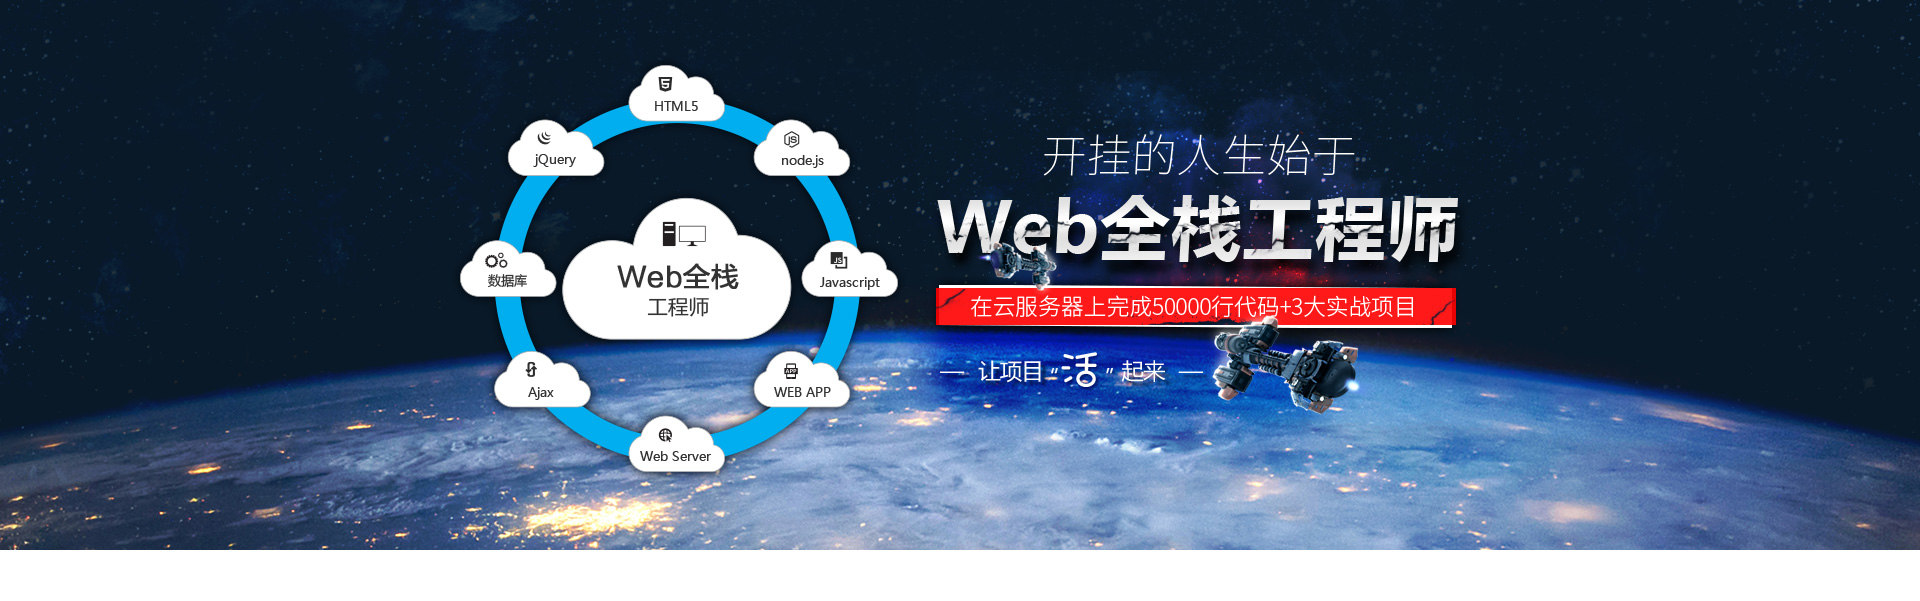 HTML5
jQuery
node.js
数据库
Web全栈
工程师
JS
Javascript
Ajax
APP
WEB APP
Web Server
开挂的人生始于
Web全栈工程师
在云服务器上完成50000行代码+3大实战项目
— 让项目“活”起来 —